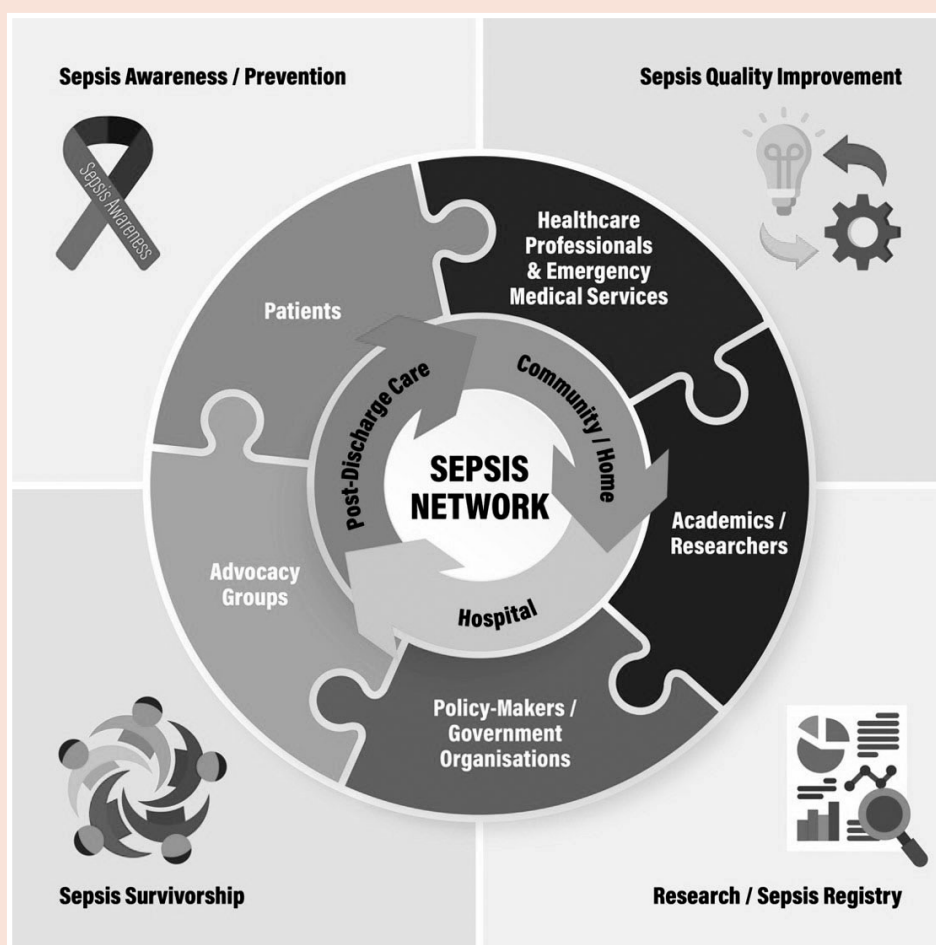 Sepsis Awareness / Prevention
Sepsis Quality Improvement
Sepsis Awareness
Healthcare
Professionals
& Emergency
Medical Services
Patients
Post-Discharge Care
Community / Home
SEPSIS
NETWORK
Academics /
Researchers
Advocacy
Groups
Hospital
Policy-Makers /
Government
Organisations
Sepsis Survivorship
Research / Sepsis Registry